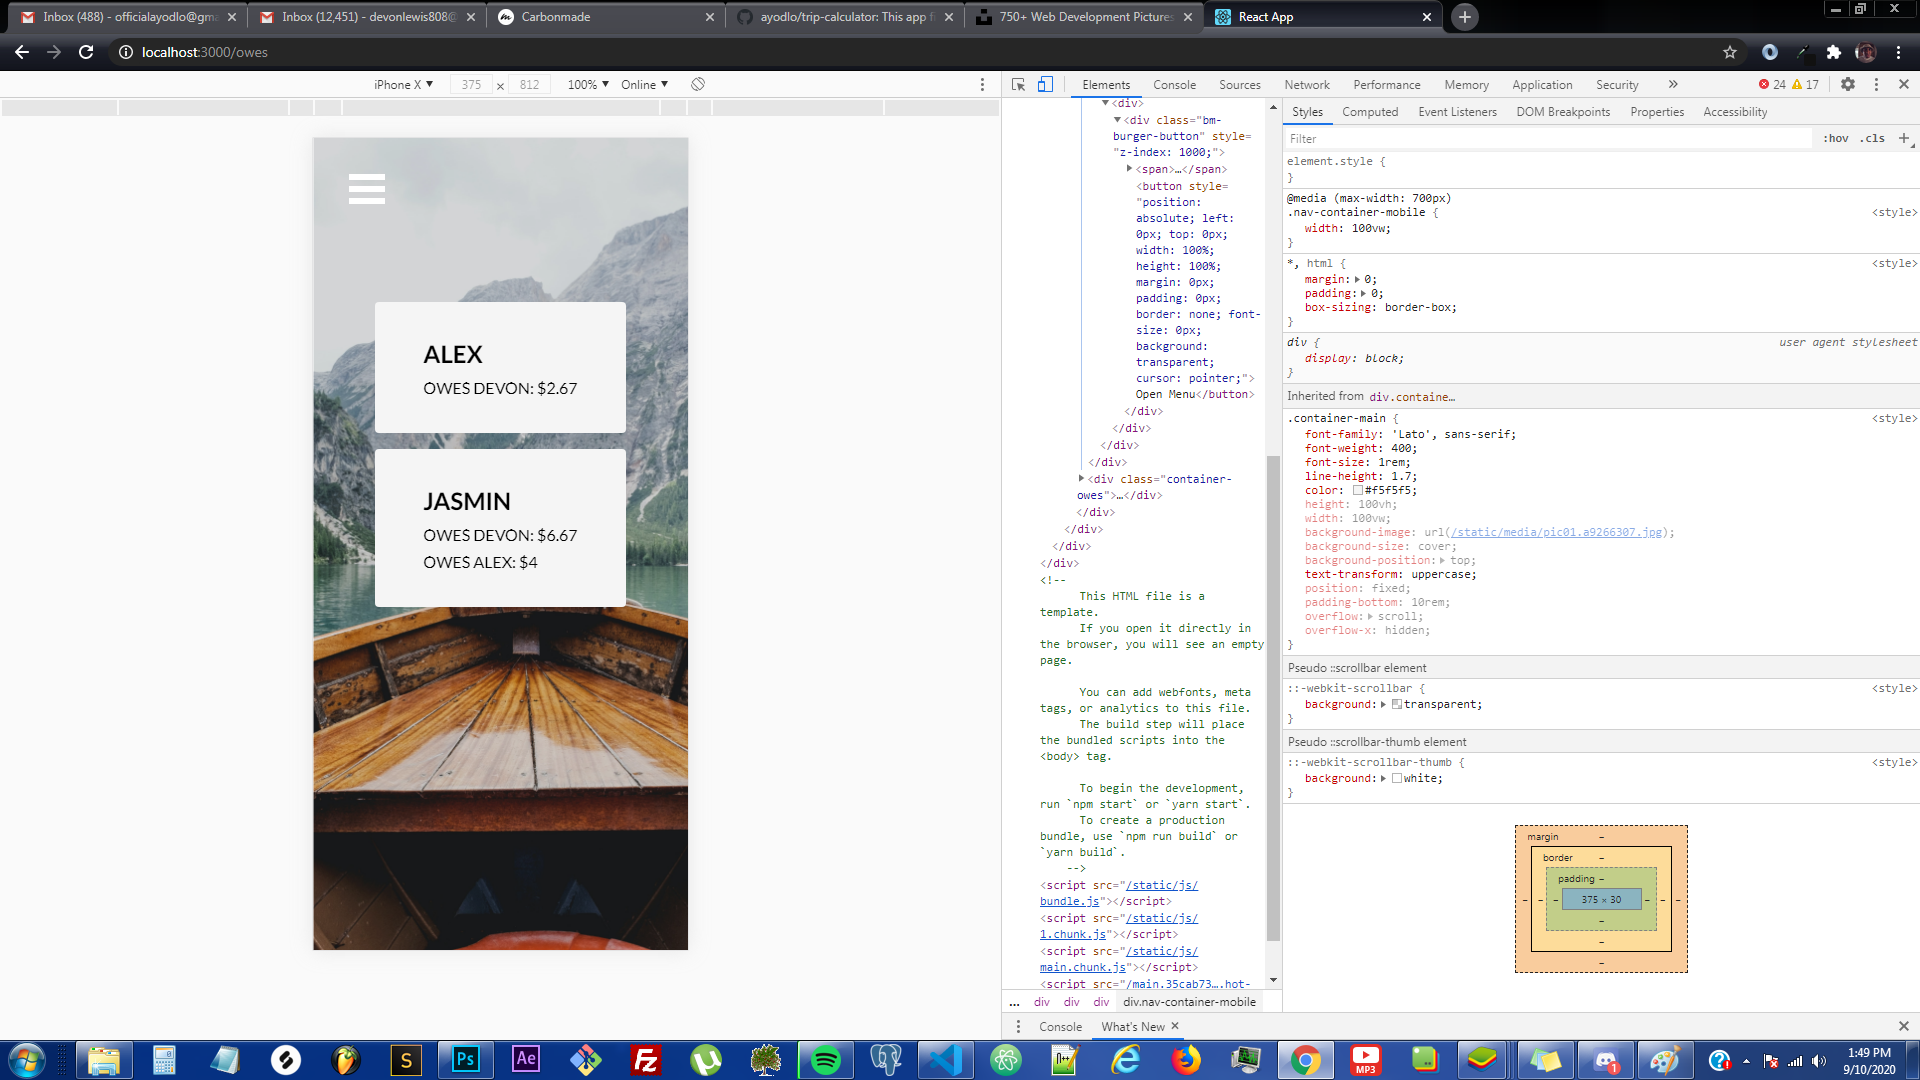 Inbox (488) - officialayodlo@gma
Inbox (12,451) - devonlewis808@
Carbonmade
ayodlo/trip-calculator: This app fi
750+ Web Development Pictures
React App
localhost:3000/owes
iPhone X ▼ 375 x 812 100% ▼ Online ▼
Elements Console Sources Network Performance Memory Application Security » 24 17
ALEX
OWES DEVON: $2.67
JASMIN
OWES DEVON: $6.67
OWES ALEX: $4
<div>
<div class="bm-
burger-button" style=
"z-index: 1000;">
<span>…</span>
<button style=
"position:
absolute; left:
0px; top: 0px;
width: 100%;
height: 100%;
margin: 0px;
padding: 0px;
border: none; font-
size: 0px;
background:
transparent;
cursor: pointer;">
Open Menu</button>
</div>
</div>
</div>
</div>
<div class="container-
owes">…</div>
</div>
</div>
</div>
</div>
<!--
This HTML file is a
template.
If you open it directly in
the browser, you will see an empty
page.
You can add webfonts, meta
tags, or analytics to this file.
The build step will place
the bundled scripts into the
<body> tag.
To begin the development,
run `npm start` or `yarn start`.
To create a production
bundle, use `npm run build` or
`yarn build`.
-->
<script src="/static/js/
bundle.js"></script>
<script src="/static/js/
1.chunk.js"></script>
<script src="/static/js/
main.chunk.js"></script>
<script src="/main.35cab73….hot-
... div div div div.nav-container-mobile
Console What's New ×
Styles Computed Event Listeners DOM Breakpoints Properties Accessibility
Filter :hov .cls +
element.style {
}
@media (max-width: 700px)
.nav-container-mobile { <style>
width: 100vw;
}
*, html { <style>
margin: 0;
padding: 0;
box-sizing: border-box;
}
div { user agent stylesheet
display: block;
}
Inherited from div.containe…
.container-main { <style>
font-family: 'Lato', sans-serif;
font-weight: 400;
font-size: 1rem;
line-height: 1.7;
color: #f5f5f5;
height: 100vh;
width: 100vw;
background-image: url(/static/media/pic01.a9266307.jpg);
background-size: cover;
background-position: top;
text-transform: uppercase;
position: fixed;
padding-bottom: 10rem;
overflow: scroll;
overflow-x: hidden;
}
Pseudo ::scrollbar element
::-webkit-scrollbar { <style>
background: transparent;
}
Pseudo ::scrollbar-thumb element
::-webkit-scrollbar-thumb { <style>
background: white;
}
margin –
border –
padding –
– – – 375 × 30 – – –
–
–
–
S Ps Ae Fz MP3 1
1:49 PM
9/10/2020